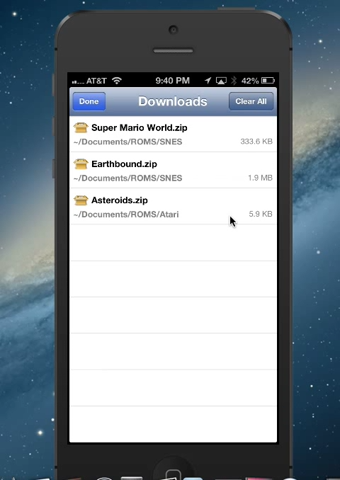 AT&T 9:40 PM 42%
Done Downloads Clear All
Super Mario World.zip
~/Documents/ROMS/SNES 333.6 KB
Earthbound.zip
~/Documents/ROMS/SNES 1.9 MB
Asteroids.zip
~/Documents/ROMS/Atari 5.9 KB